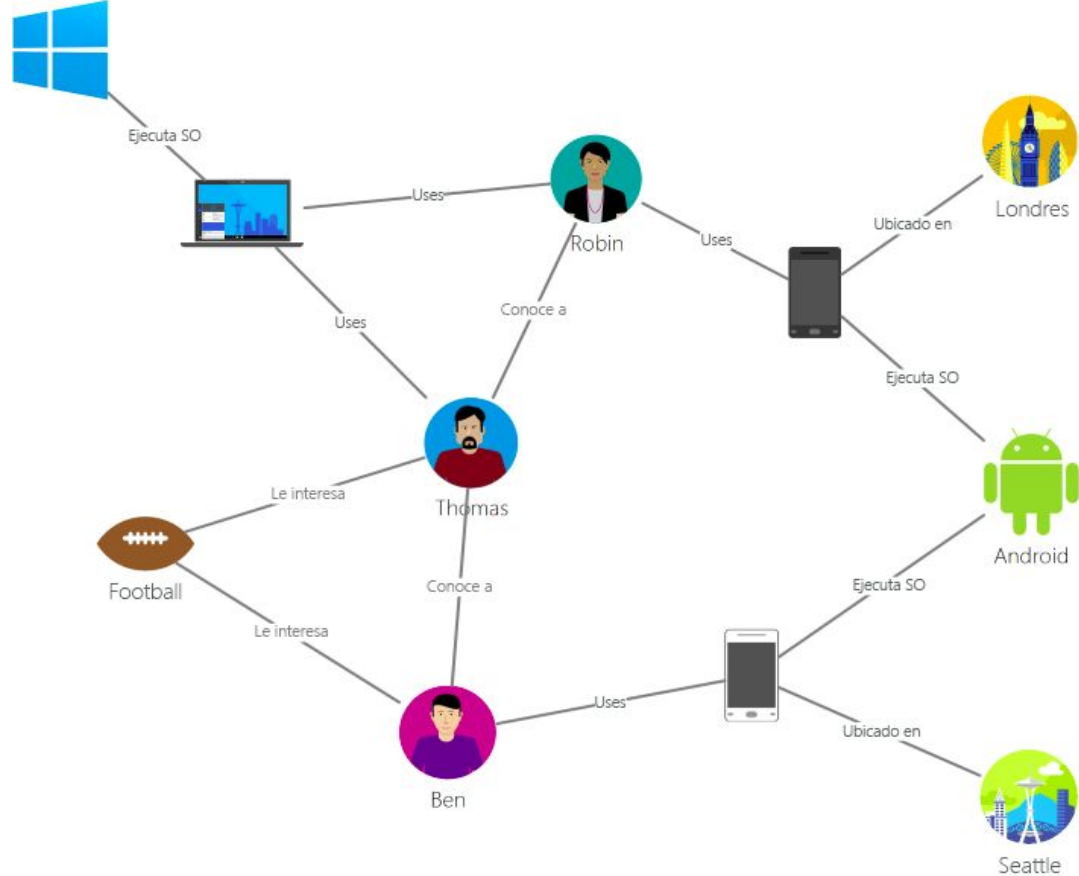 Ejecuta SO
Uses
Robin
Londres
Ubicado en
Uses
Conoce a
Uses
Ejecuta SO
Le interesa
Thomas
Football
Android
Conoce a
Ejecuta SO
Le interesa
Uses
Ubicado en
Ben
Seattle